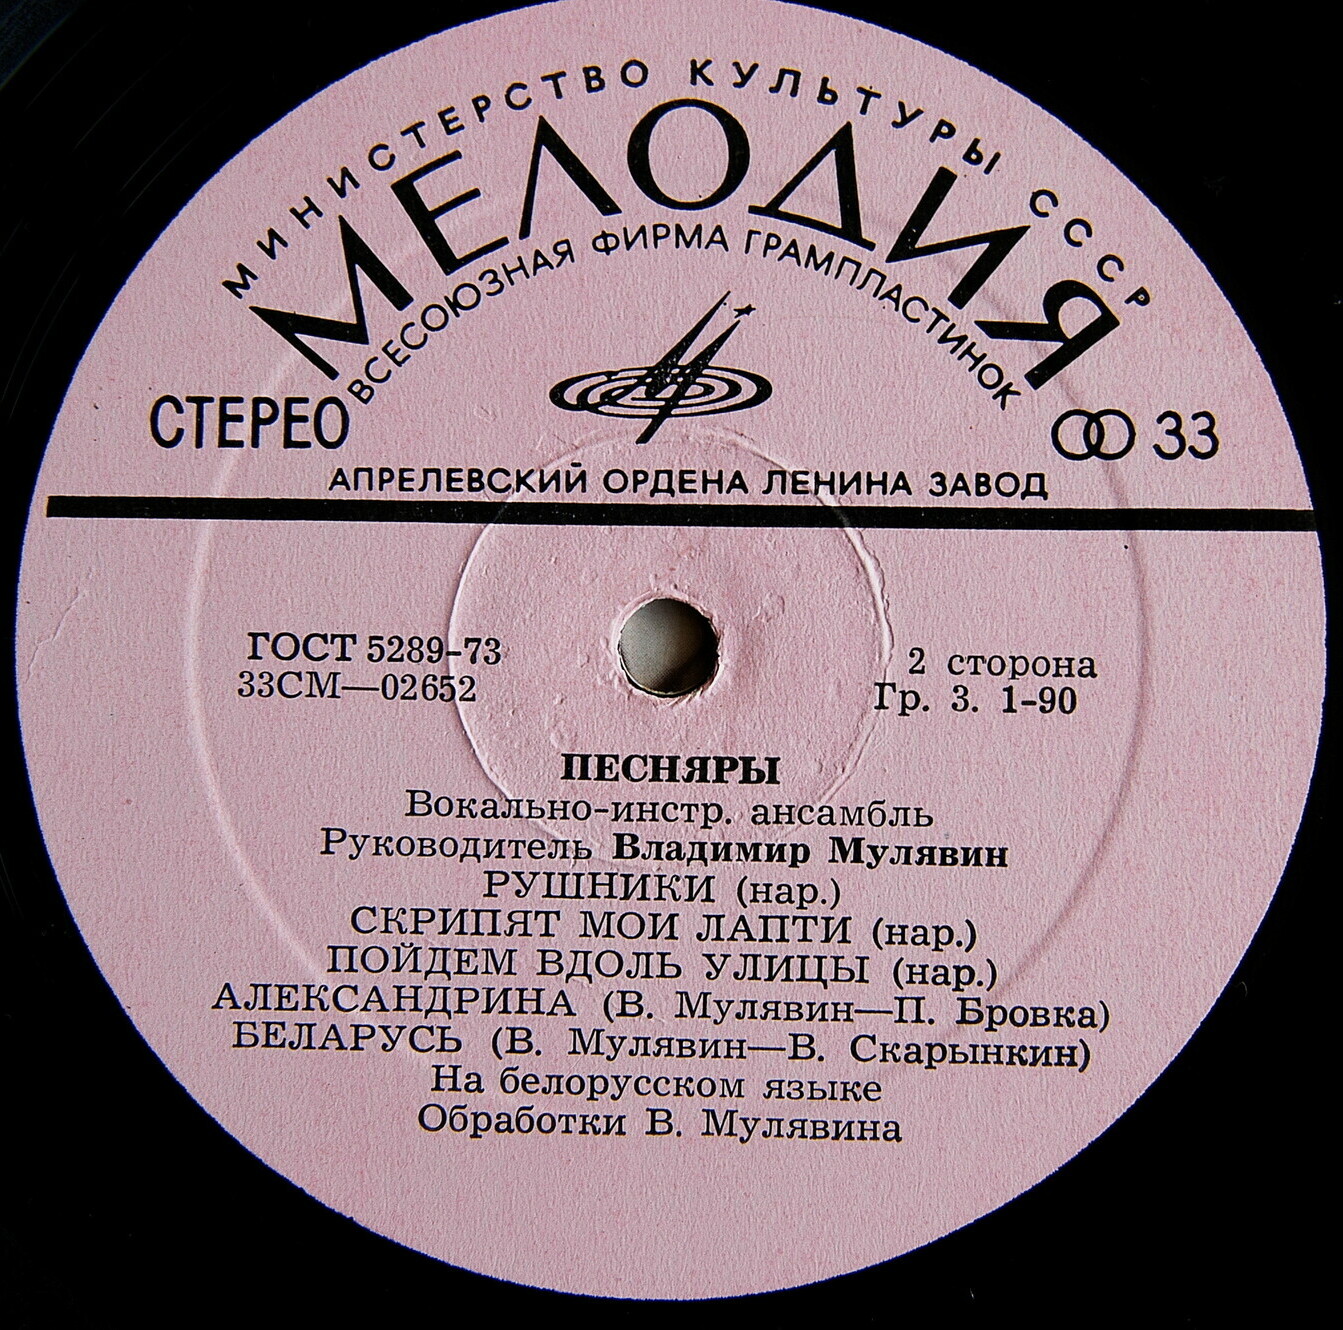 МИНИСТЕРСТВО КУЛЬТУРЫ СССР
МЕЛОДИЯ
ВСЕСОЮЗНАЯ ФИРМА ГРАМПЛАСТИНОК
СТЕРЕО
33
АПРЕЛЕВСКИЙ ОРДЕНА ЛЕНИНА ЗАВОД
ГОСТ 5289-73
33СМ—02652
2 сторона
Гр. 3. 1-90
ПЕСНЯРЫ
Вокально-инстр. ансамбль
Руководитель Владимир Мулявин
РУШНИКИ (нар.)
СКРИПЯТ МОИ ЛАПТИ (нар.)
ПОЙДЕМ ВДОЛЬ УЛИЦЫ (нар.)
АЛЕКСАНДРИНА (В. Мулявин—П. Бровка)
БЕЛАРУСЬ (В. Мулявин—В. Скарынкин)
На белорусском языке
Обработки В. Мулявина